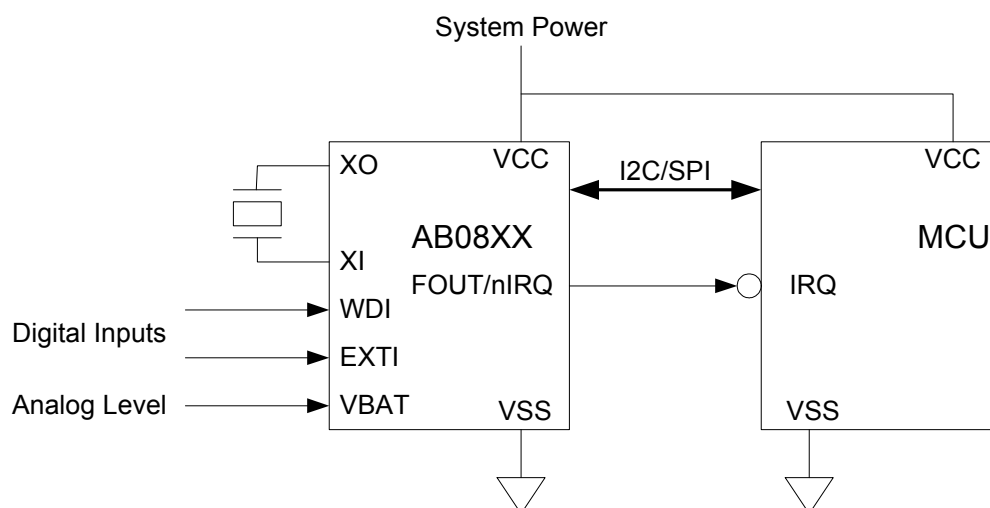 System Power
XO
VCC
VCC
I2C/SPI
AB08XX
MCU
XI
FOUT/nIRQ
IRQ
WDI
Digital Inputs
EXTI
Analog Level
VBAT
VSS
VSS